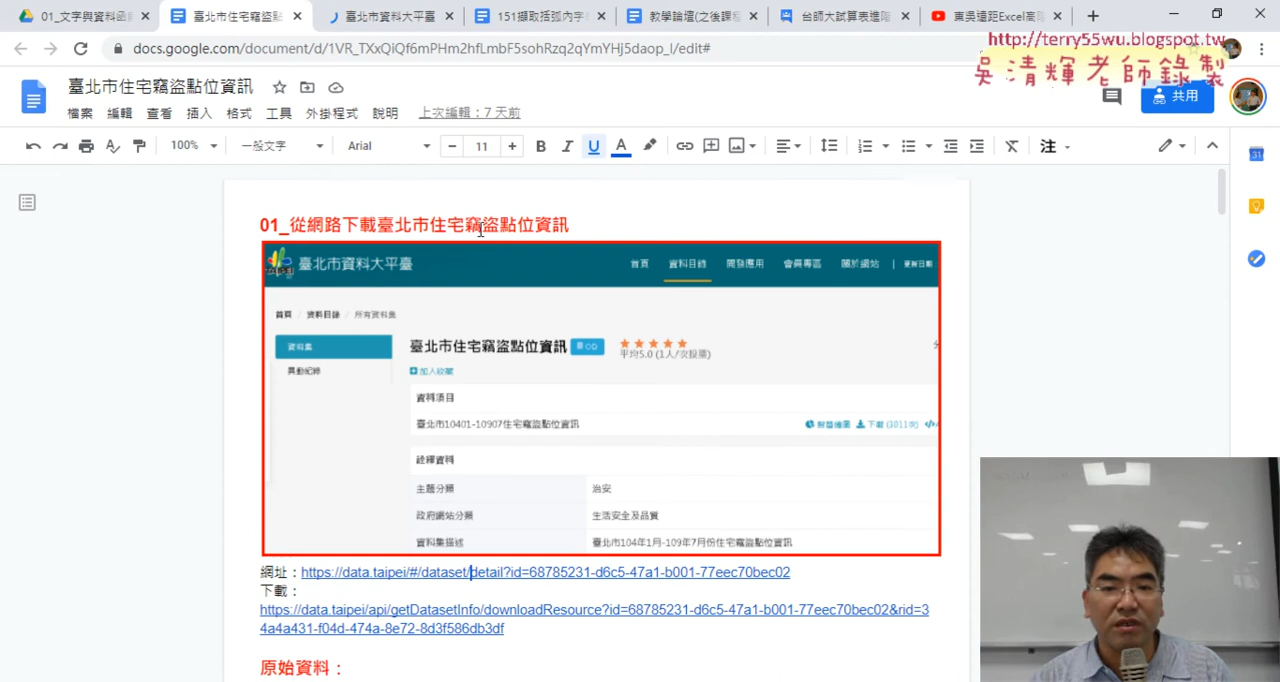 01_文字與資料函
臺北市住宅竊盜點
臺北市資料大平臺
151擷取括弧內字
教學論壇(之後課程
台師大試算表進階
東吳遠距Excel高階
docs.google.com/document/d/1VR_TXxQiQf6mPHm2hfLmbF5sohRzq2qYmYHj5daop_I/edit#
http://terry55wu.blogspot.tw
吳清輝老師錄製
臺北市住宅竊盜點位資訊
檔案 編輯 查看 插入 格式 工具 外掛程式 說明 上次編輯：7 天前
共用
100% 一般文字 Arial 11 B I U A 注
01_從網路下載臺北市住宅竊盜點位資訊
臺北市資料大平臺
首頁 資料目錄 開發應用 會員專區 關於網站 | 更新日期
首頁 / 資料目錄 / 所有資料集
資料集
異動紀錄
臺北市住宅竊盜點位資訊
平均5.0 (1人/次投票)
加入收藏
資料項目
臺北市10401-10907住宅竊盜點位資訊
智慧繪圖 下載 (3011次)
詮釋資料
主題分類 治安
政府網站分類 生活安全及品質
資料集描述 臺北市104年1月-109年7月份住宅竊盜點位資訊
網址：https://data.taipei/#/dataset/detail?id=68785231-d6c5-47a1-b001-77eec70bec02
下載：
https://data.taipei/api/getDatasetInfo/downloadResource?id=68785231-d6c5-47a1-b001-77eec70bec02&rid=3
4a4a431-f04d-474a-8e72-8d3f586db3df
原始資料：